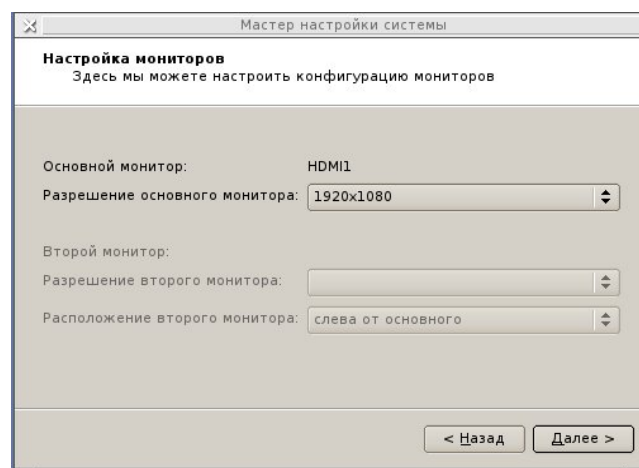 Мастер настройки системы
Настройка мониторов
Здесь мы можете настроить конфигурацию мониторов
Основной монитор: HDMI1
Разрешение основного монитора: 1920x1080
Второй монитор:
Разрешение второго монитора:
Расположение второго монитора: слева от основного
< Назад Далее >